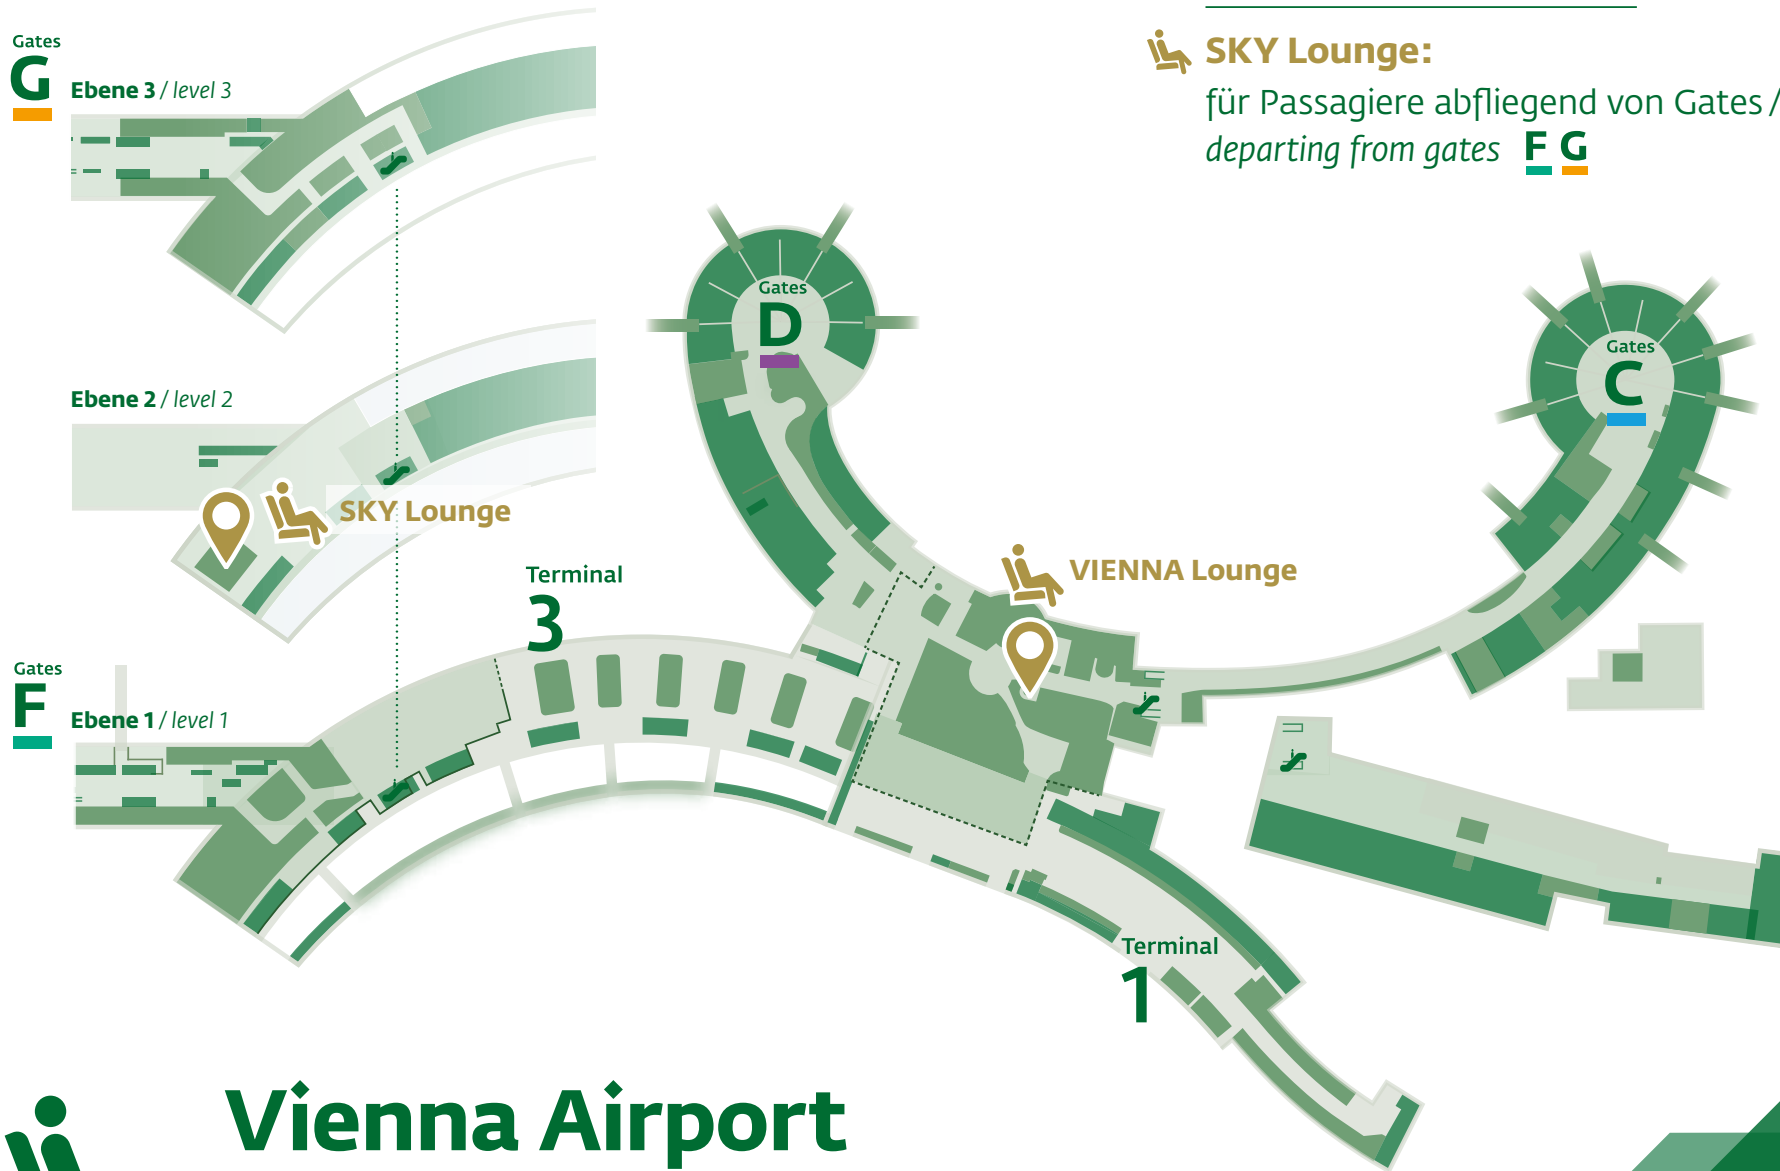 Gates
G
Ebene 3 / level 3
SKY Lounge:
für Passagiere abfliegend von Gates /
departing from gates F G
Gates
D
Gates
C
Ebene 2 / level 2
SKY Lounge
VIENNA Lounge
Terminal
3
Gates
F
Ebene 1 / level 1
Terminal
1
Vienna Airport